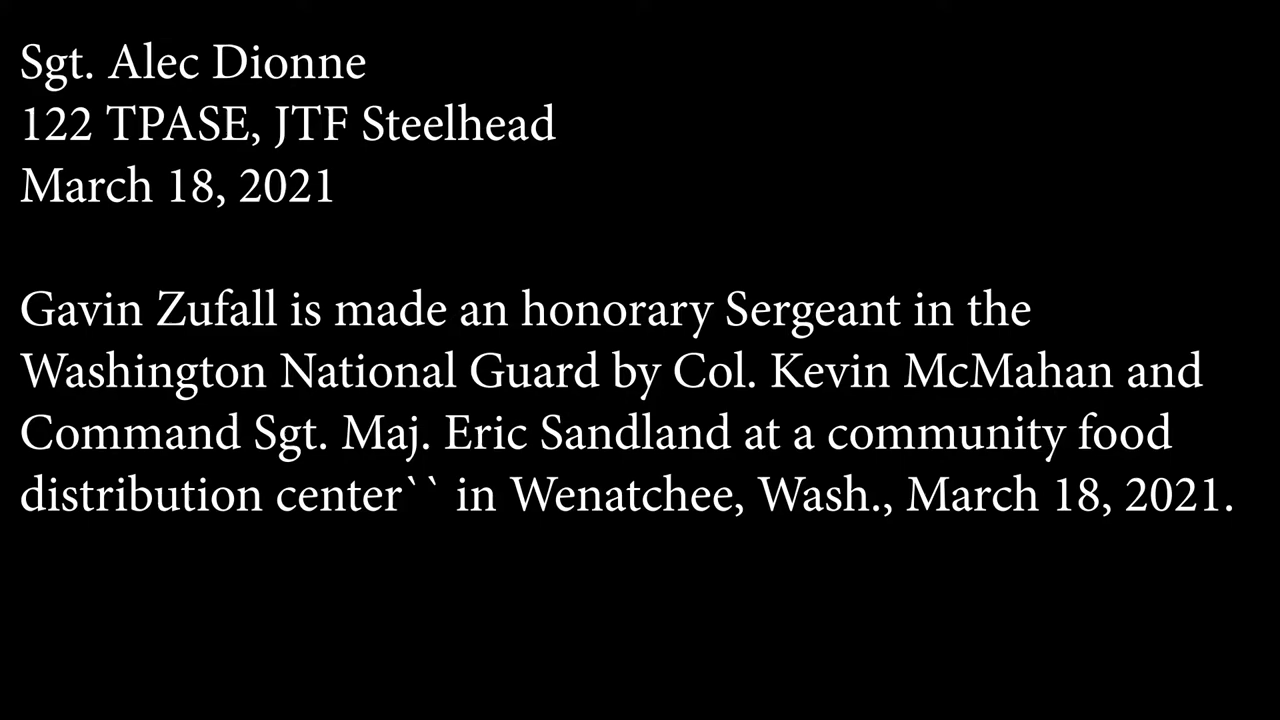 Sgt. Alec Dionne
122 TPASE, JTF Steelhead
March 18, 2021
Gavin Zufall is made an honorary Sergeant in the
Washington National Guard by Col. Kevin McMahan and
Command Sgt. Maj. Eric Sandland at a community food
distribution center`` in Wenatchee, Wash., March 18, 2021.